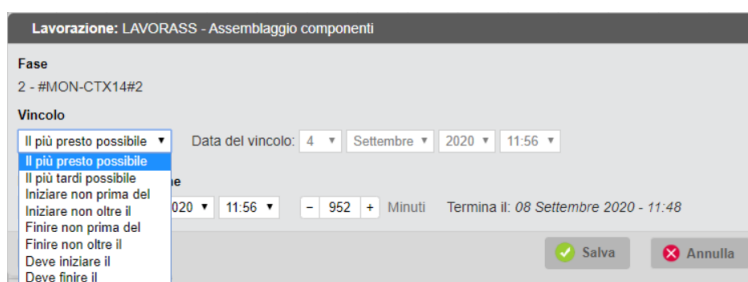 Lavorazione: LAVORASS - Assemblaggio componenti
Fase
2 - #MON-CTX14#2
Vincolo
Il più presto possibile Data del vincolo: 4 Settembre 2020 11:56
Il più presto possibile
Il più tardi possibile
Iniziare non prima del
Iniziare non oltre il
Finire non prima del
Finire non oltre il
Deve iniziare il
Deve finire il
ne
020 11:56 - 952 + Minuti Termina il: 08 Settembre 2020 - 11:48
Salva Annulla